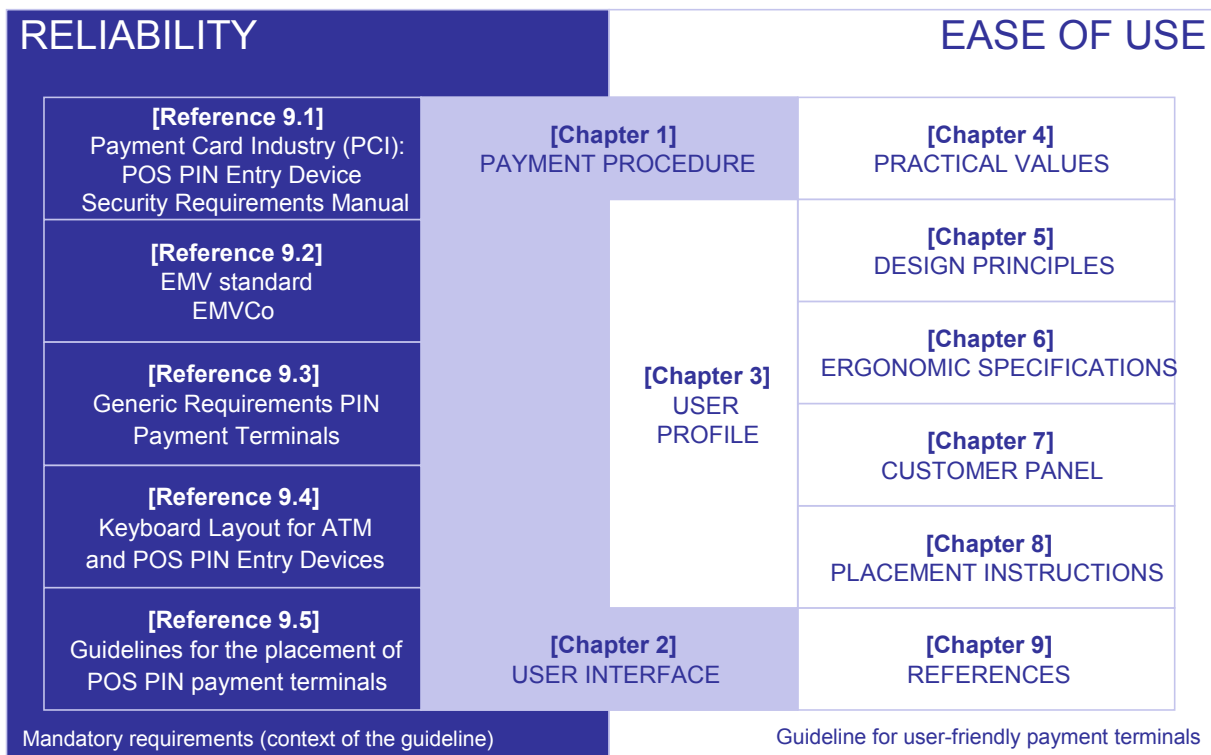 RELIABILITY
EASE OF USE
[Reference 9.1]
Payment Card Industry (PCI):
POS PIN Entry Device
Security Requirements Manual
[Reference 9.2]
EMV standard
EMVCo
[Reference 9.3]
Generic Requirements PIN
Payment Terminals
[Reference 9.4]
Keyboard Layout for ATM
and POS PIN Entry Devices
[Reference 9.5]
Guidelines for the placement of
POS PIN payment terminals
[Chapter 1]
PAYMENT PROCEDURE
[Chapter 2]
USER INTERFACE
[Chapter 3]
USER
PROFILE
[Chapter 4]
PRACTICAL VALUES
[Chapter 5]
DESIGN PRINCIPLES
[Chapter 6]
ERGONOMIC SPECIFICATIONS
[Chapter 7]
CUSTOMER PANEL
[Chapter 8]
PLACEMENT INSTRUCTIONS
[Chapter 9]
REFERENCES
Mandatory requirements (context of the guideline)
Guideline for user-friendly payment terminals